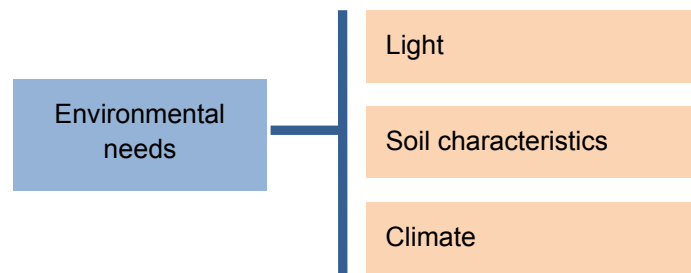 Environmental
needs
Light
Soil characteristics
Climate